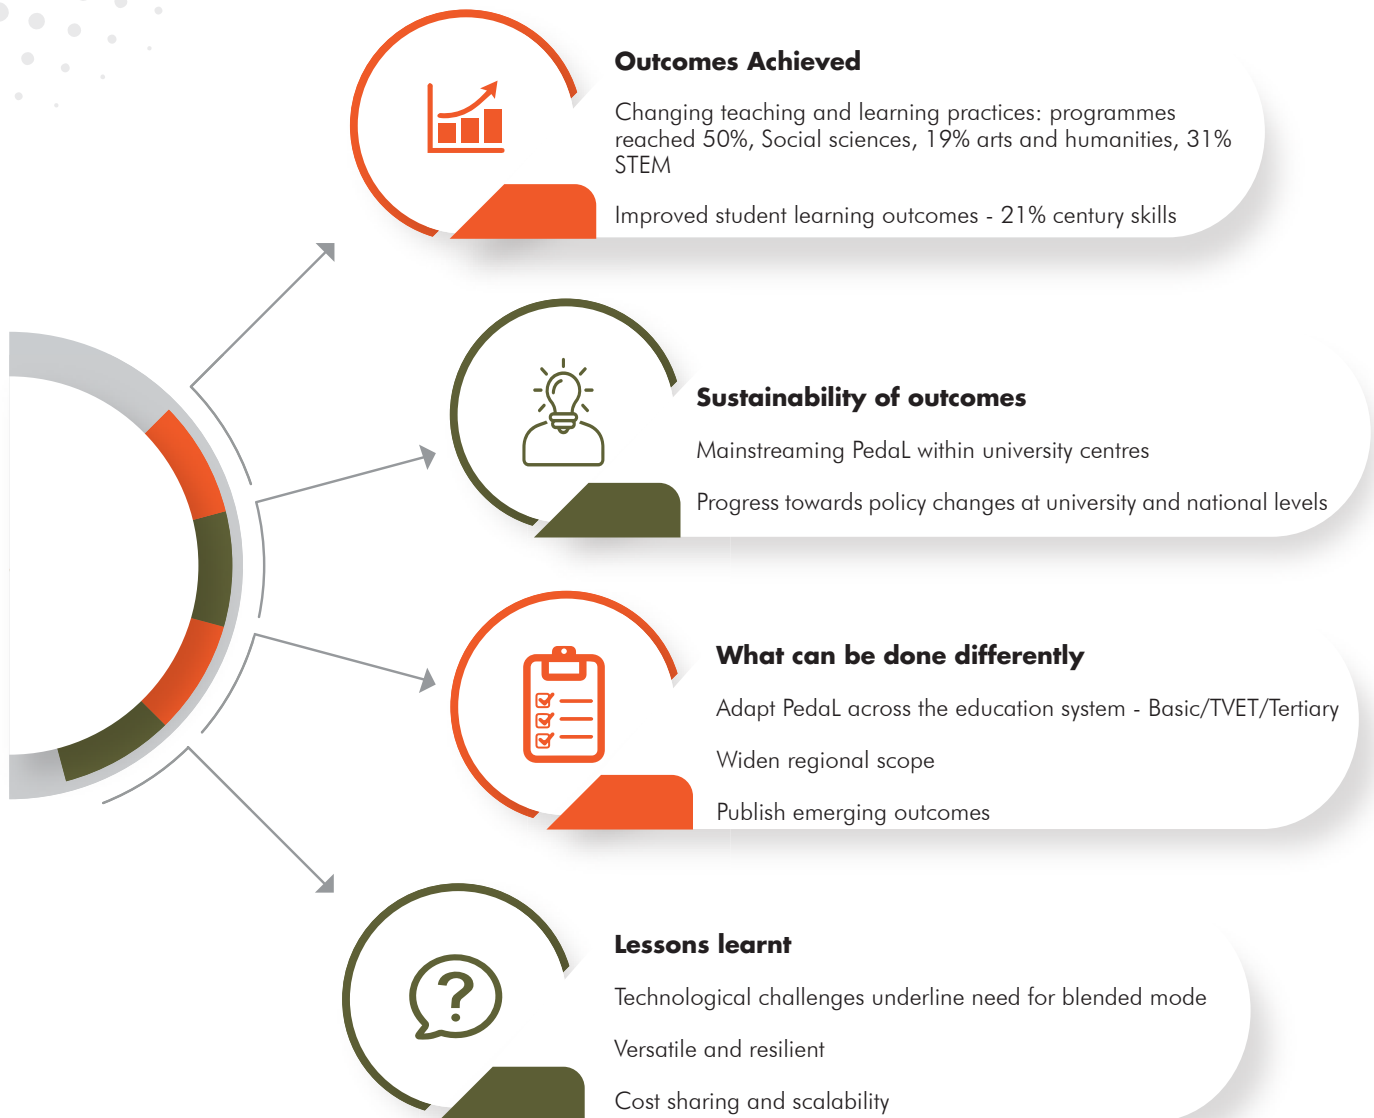 Outcomes Achieved
Changing teaching and learning practices: programmes
reached 50%, Social sciences, 19% arts and humanities, 31%
STEM
Improved student learning outcomes - 21% century skills
Sustainability of outcomes
Mainstreaming PedaL within university centres
Progress towards policy changes at university and national levels
What can be done differently
Adapt PedaL across the education system - Basic/TVET/Tertiary
Widen regional scope
Publish emerging outcomes
?
Lessons learnt
Technological challenges underline need for blended mode
Versatile and resilient
Cost sharing and scalability